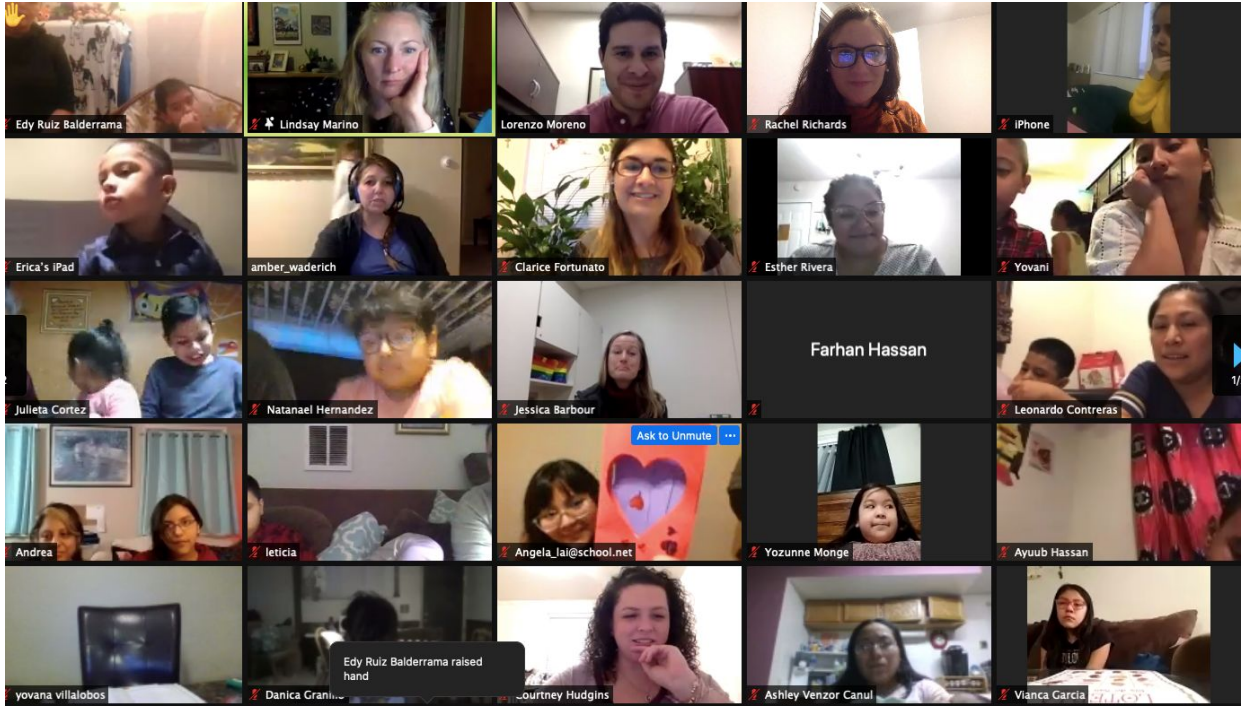 Edy Ruiz Balderrama
Lindsay Marino
Lorenzo Moreno
Rachel Richards
iPhone
Erica's iPad
amber_waderich
Clarice Fortunato
Esther Rivera
Yovani
Julieta Cortez
Natanael Hernandez
Jessica Barbour
Farhan Hassan
1/
Leonardo Contreras
Ask to Unmute
Andrea
leticia
Angela_lai@school.net
Yozunne Monge
Ayuub Hassan
Edy Ruiz Balderrama raised
hand
yovana villalobos
Danica
Courtney Hudgins
Ashley Venzor Canul
Vianca Garcia